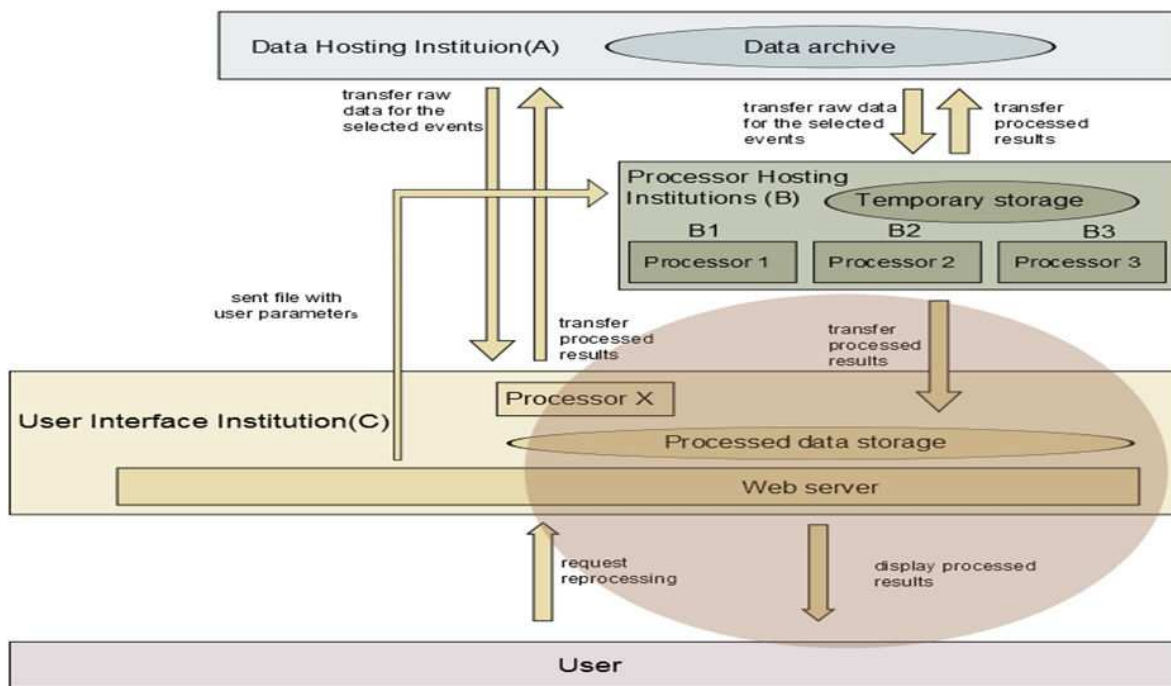 Data Hosting Instituion(A)
Data archive
transfer raw
data for the
selected events
transfer raw data
for the selected
events
transfer
processed
results
Processor Hosting
Institutions (B)
Temporary storage
B1
B2
B3
Processor 1
Processor 2
Processor 3
sent file with
user parameters
transfer
processed
results
transfer
processed
results
Processor X
User Interface Institution(C)
Processed data storage
Web server
request
reprocessing
display processed
results
User